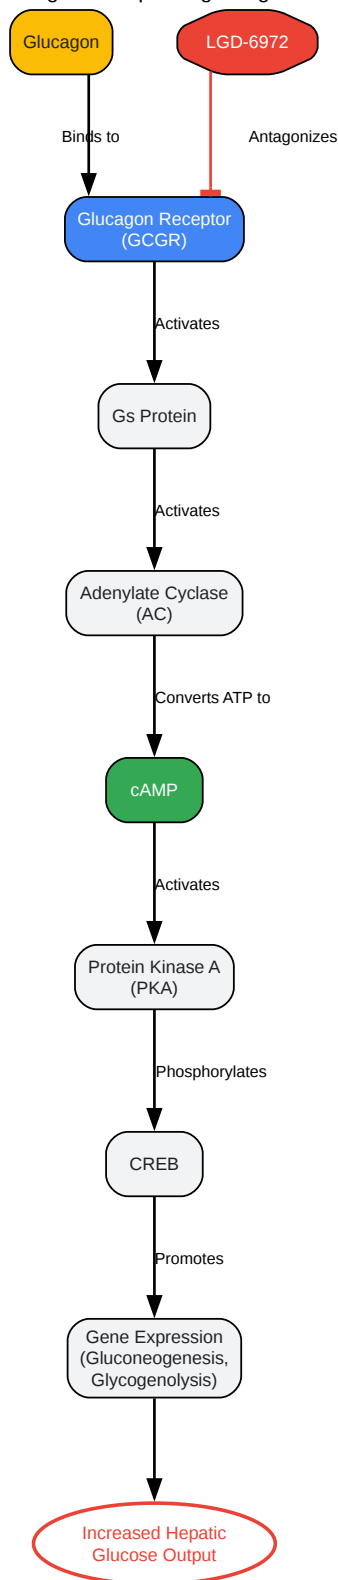 Glucagon
LGD-6972
Binds to
Antagonizes
Glucagon Receptor
(GCGR)
Activates
Gs Protein
Activates
Adenylate Cyclase
(AC)
Converts ATP to
cAMP
Activates
Protein Kinase A
(PKA)
Phosphorylates
CREB
Promotes
Gene Expression
(Gluconeogenesis,
Glycogenolysis)
Increased Hepatic
Glucose Output